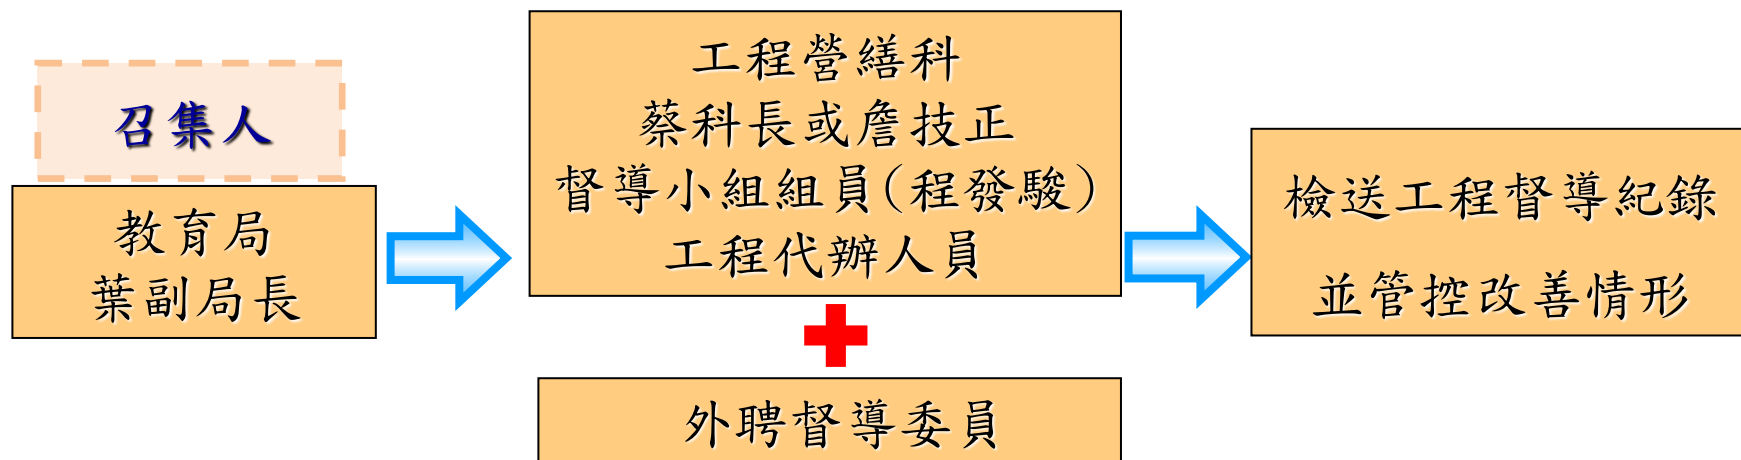 召集人
教育局
葉副局長
工程營繕科
蔡科長或詹技正
督導小組組員(程發駿)
工程代辦人員
外聘督導委員
檢送工程督導紀錄
並管控改善情形